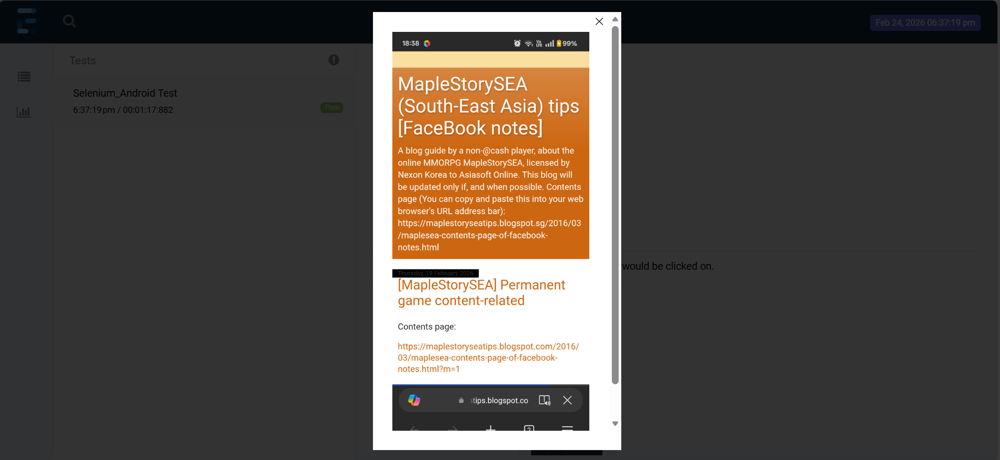 Feb 24, 2026 06:37:19 pm
Tests
Selenium_Android Test
6:37:19 pm / 00:01:17:882
Pass
18:38
Vo
LTE
99%
MapleStorySEA
(South-East Asia) tips
[FaceBook notes]
A blog guide by a non-@cash player, about the
online MMORPG MapleStorySEA, licensed by
Nexon Korea to Asiasoft Online. This blog will
be updated only if, and when possible. Contents
page (You can copy and paste this into your web
browser's URL address bar):
https://maplestoryseatips.blogspot.sg/2016/03
/maplesea-contents-page-of-facebook-
notes.html
Thursday, 19 February 2026
[MapleStorySEA] Permanent
game content-related
Contents page:
https://maplestoryseatips.blogspot.com/2016/
03/maplesea-contents-page-of-facebook-
notes.html?m=1
tips.blogspot.co
2
would be clicked on.